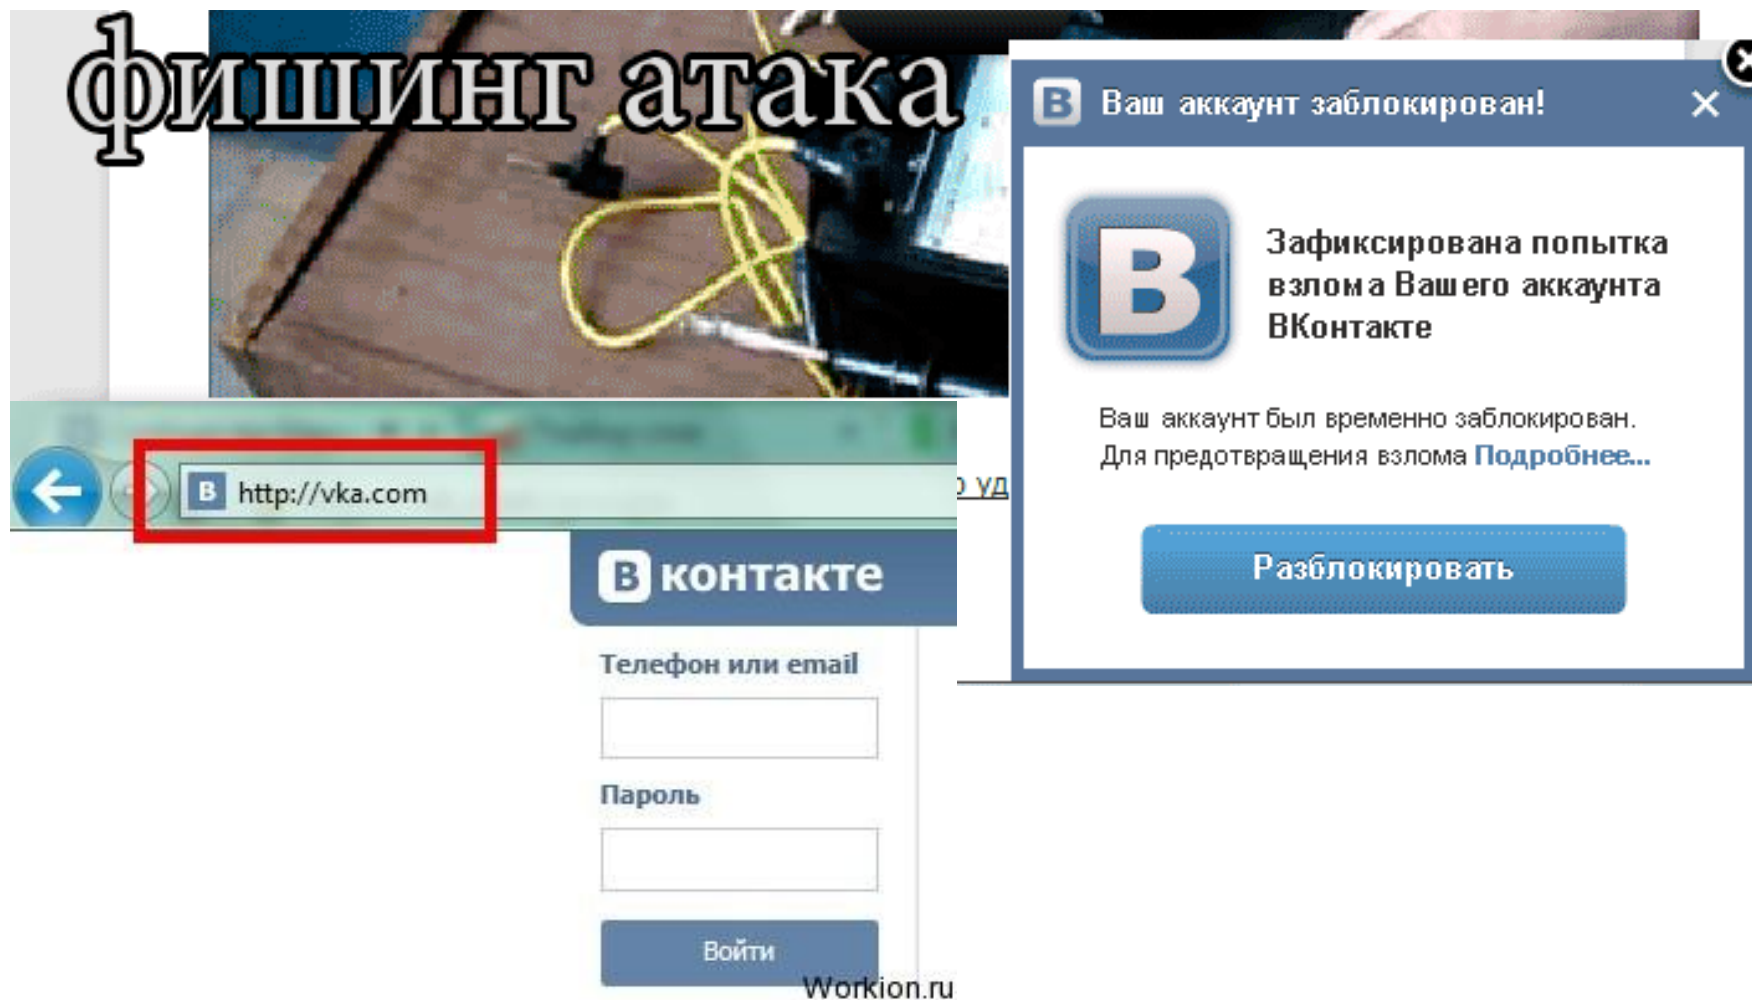 фишинг атака
В Ваш аккаунт заблокирован!
В
Зафиксирована попытка
взлома Вашего аккаунта
ВКонтакте
Ваш аккаунт был временно заблокирован.
Для предотвращения взлома Подробнее...
Разблокировать
В http://vka.com
о уд
В контакте
Телефон или email
Пароль
Войти
Workion.ru